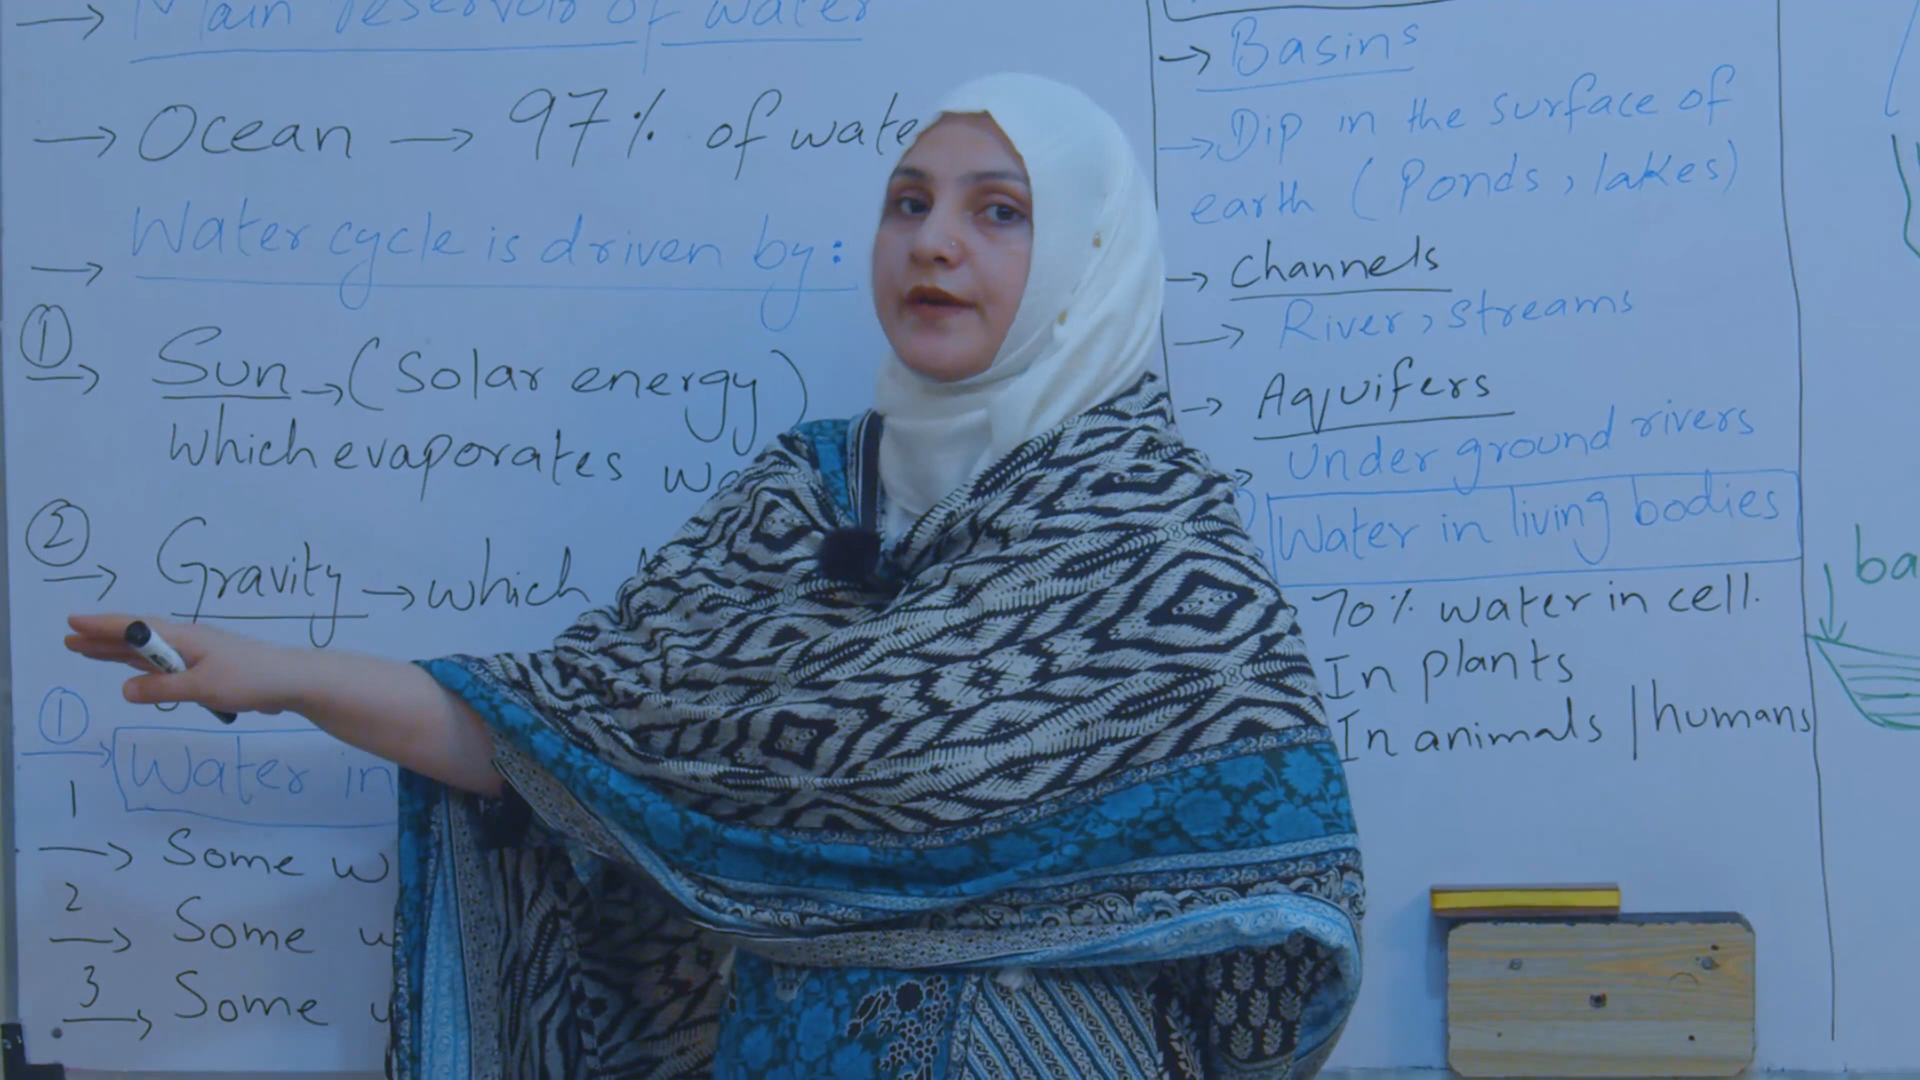 Main reservoir of water
Ocean → 97% of wate
Water cycle is driven by:
① Sun → (Solar energy)
which evaporates
② Gravity → which
① Water in
1
Some
2
Some
3
Some
→ Basins
→ Dip in the surface of
earth (Ponds, lakes)
→ Channels
→ River, streams
→ Aquifers
Under ground rivers
Water in living bodies
70% water in cell.
In plants
In animals / humans
ba